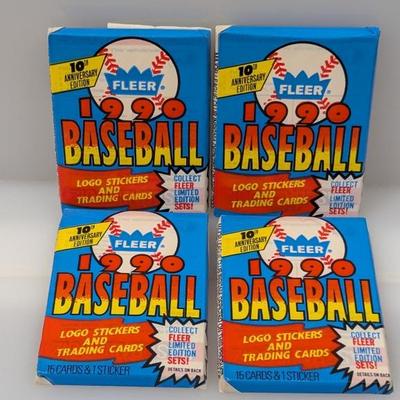 10TH
ANNIVERSARY
EDITION
FLEER
1990
BASEBALL
LOGO STICKERS
AND
TRADING CARDS
COLLECT
FLEER
LIMITED
EDITION
SETS!
10TH
ANNIVERSARY
EDITION
FLEER
1990
BASEBALL
LOGO STICKERS
AND
TRADING CARDS
COLLECT
FLEER
LIMITED
EDITION
SETS!
10TH
ANNIVERSARY
EDITION
FLEER
1990
BASEBALL
LOGO STICKERS
AND
TRADING CARDS
COLLECT
FLEER
LIMITED
EDITION
SETS!
DETAILS ON BACK
15 CARDS & 1 STICKER
10TH
ANNIVERSARY
EDITION
FLEER
1990
BASEBALL
LOGO STICKERS
AND
TRADING CARDS
COLLECT
FLEER
LIMITED
EDITION
SETS!
DETAILS ON BACK
15 CARDS & 1 STICKER